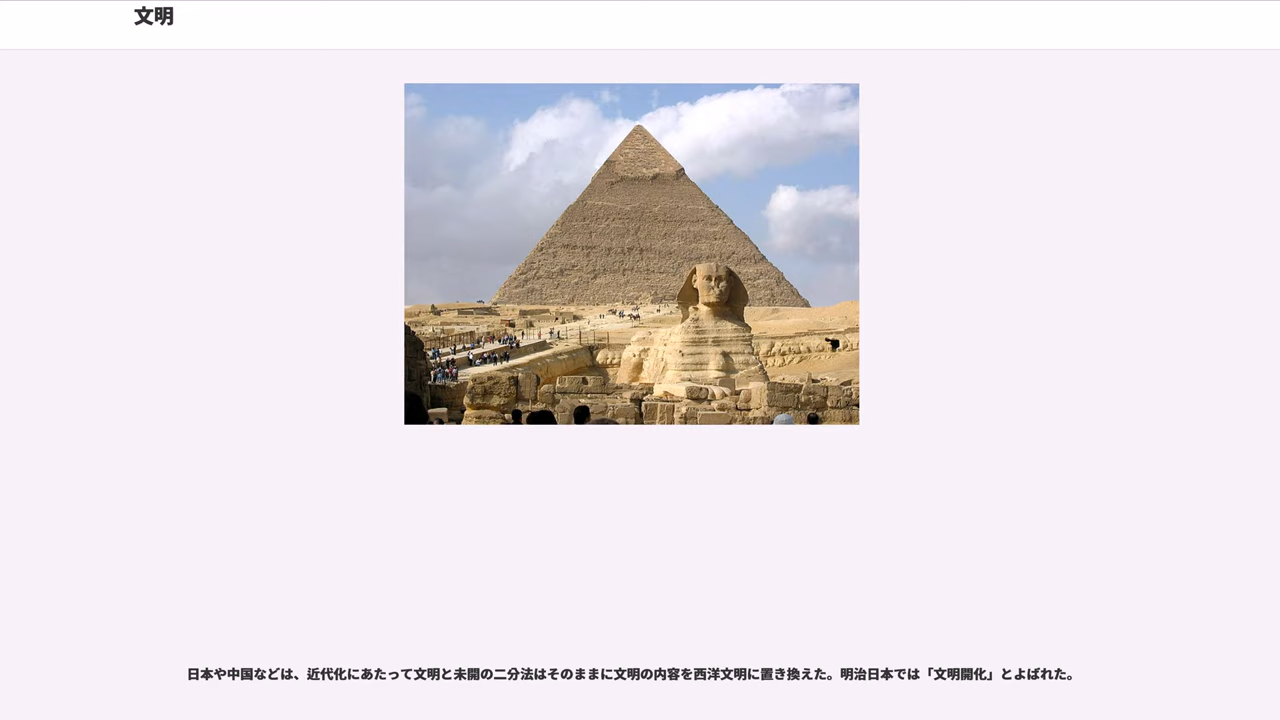 文明
日本や中国などは、近代化にあたって文明と未開の二分法はそのままに文明の内容を西洋文明に置き換えた。明治日本では「文明開化」とよばれた。